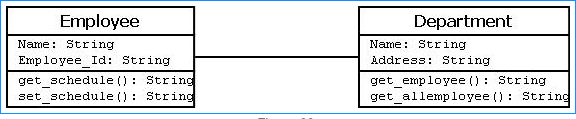 Employee
Name: String
Employee_Id: String
get_schedule(): String
set_schedule(): String
Department
Name: String
Address: String
get_employee(): String
get_allemployee(): String